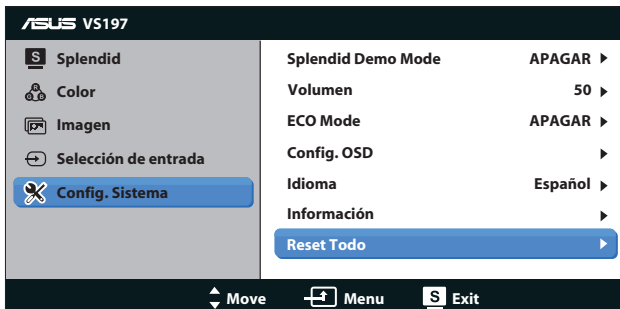 ASUS VS197
S Splendid
Color
Imagen
Selección de entrada
Config. Sistema
Splendid Demo Mode APAGAR
Volumen 50
ECO Mode APAGAR
Config. OSD
Idioma Español
Información
Reset Todo
Move Menu S Exit